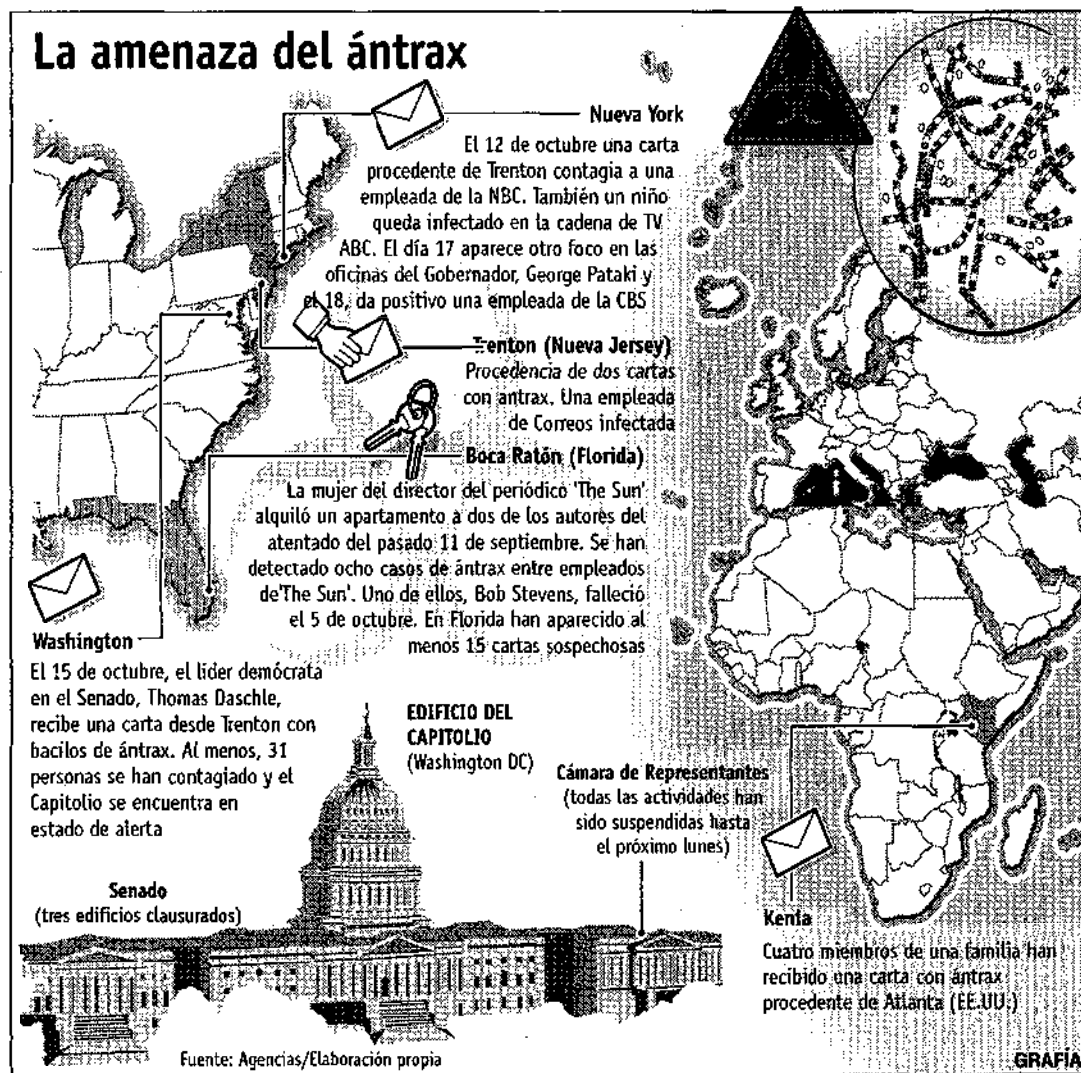 La amenaza del ántrax
Nueva York
El 12 de octubre una carta
procedente de Trenton contagia a una
empleada de la NBC. También un niño
queda infectado en la cadena de TV
ABC. El día 17 aparece otro foco en las
oficinas del Gobernador, George Pataki y
el 18, da positivo una empleada de la CBS
Trenton (Nueva Jersey)
Procedencia de dos cartas
con antrax. Una empleada
de Correos infectada
Boca Ratón (Florida)
La mujer del director del periódico 'The Sun'
alquiló un apartamento a dos de los autores del
atentado del pasado 11 de septiembre. Se han
detectado ocho casos de ántrax entre empleados
de'The Sun'. Uno de ellos, Bob Stevens, falleció
el 5 de octubre. En Florida han aparecido al
menos 15 cartas sospechosas
Washington
El 15 de octubre, el líder demócrata
en el Senado, Thomas Daschle,
recibe una carta desde Trenton con
bacilos de ántrax. Al menos, 31
personas se han contagiado y el
Capitolio se encuentra en
estado de alerta
EDIFICIO DEL
CAPITOLIO
(Washington DC)
Cámara de Representantes
(todas las actividades han
sido suspendidas hasta
el próximo lunes)
Senado
(tres edificios clausurados)
Kenia
Cuatro miembros de una familia han
recibido una carta con ántrax
procedente de Atlanta (EE.UU.)
Fuente: Agencias/Elaboración propia
GRAFIA